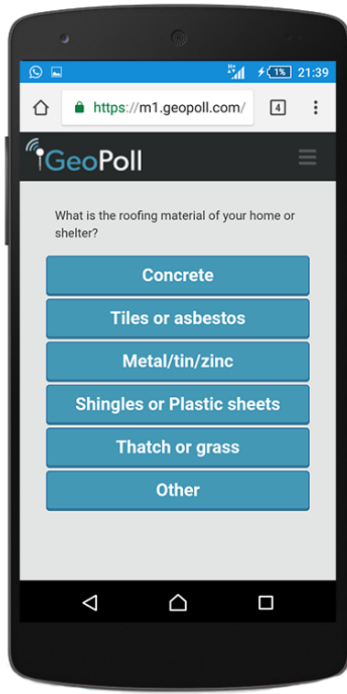 1% 21:39
https://m1.geopoll.com/ 4
GeoPoll
What is the roofing material of your home or
shelter?
Concrete
Tiles or asbestos
Metal/tin/zinc
Shingles or Plastic sheets
Thatch or grass
Other